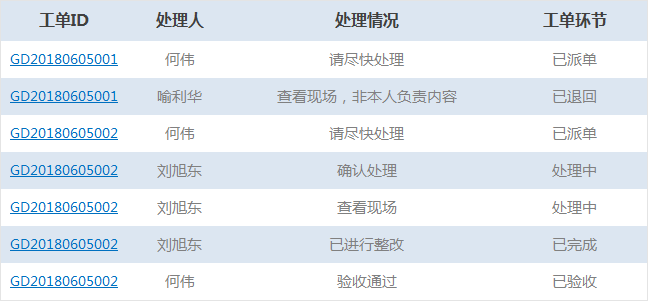 工单ID 处理人 处理情况 工单环节
GD20180605001 何伟 请尽快处理 已派单
GD20180605001 喻利华 查看现场，非本人负责内容 已退回
GD20180605002 何伟 请尽快处理 已派单
GD20180605002 刘旭东 确认处理 处理中
GD20180605002 刘旭东 查看现场 处理中
GD20180605002 刘旭东 已进行整改 已完成
GD20180605002 何伟 验收通过 已验收